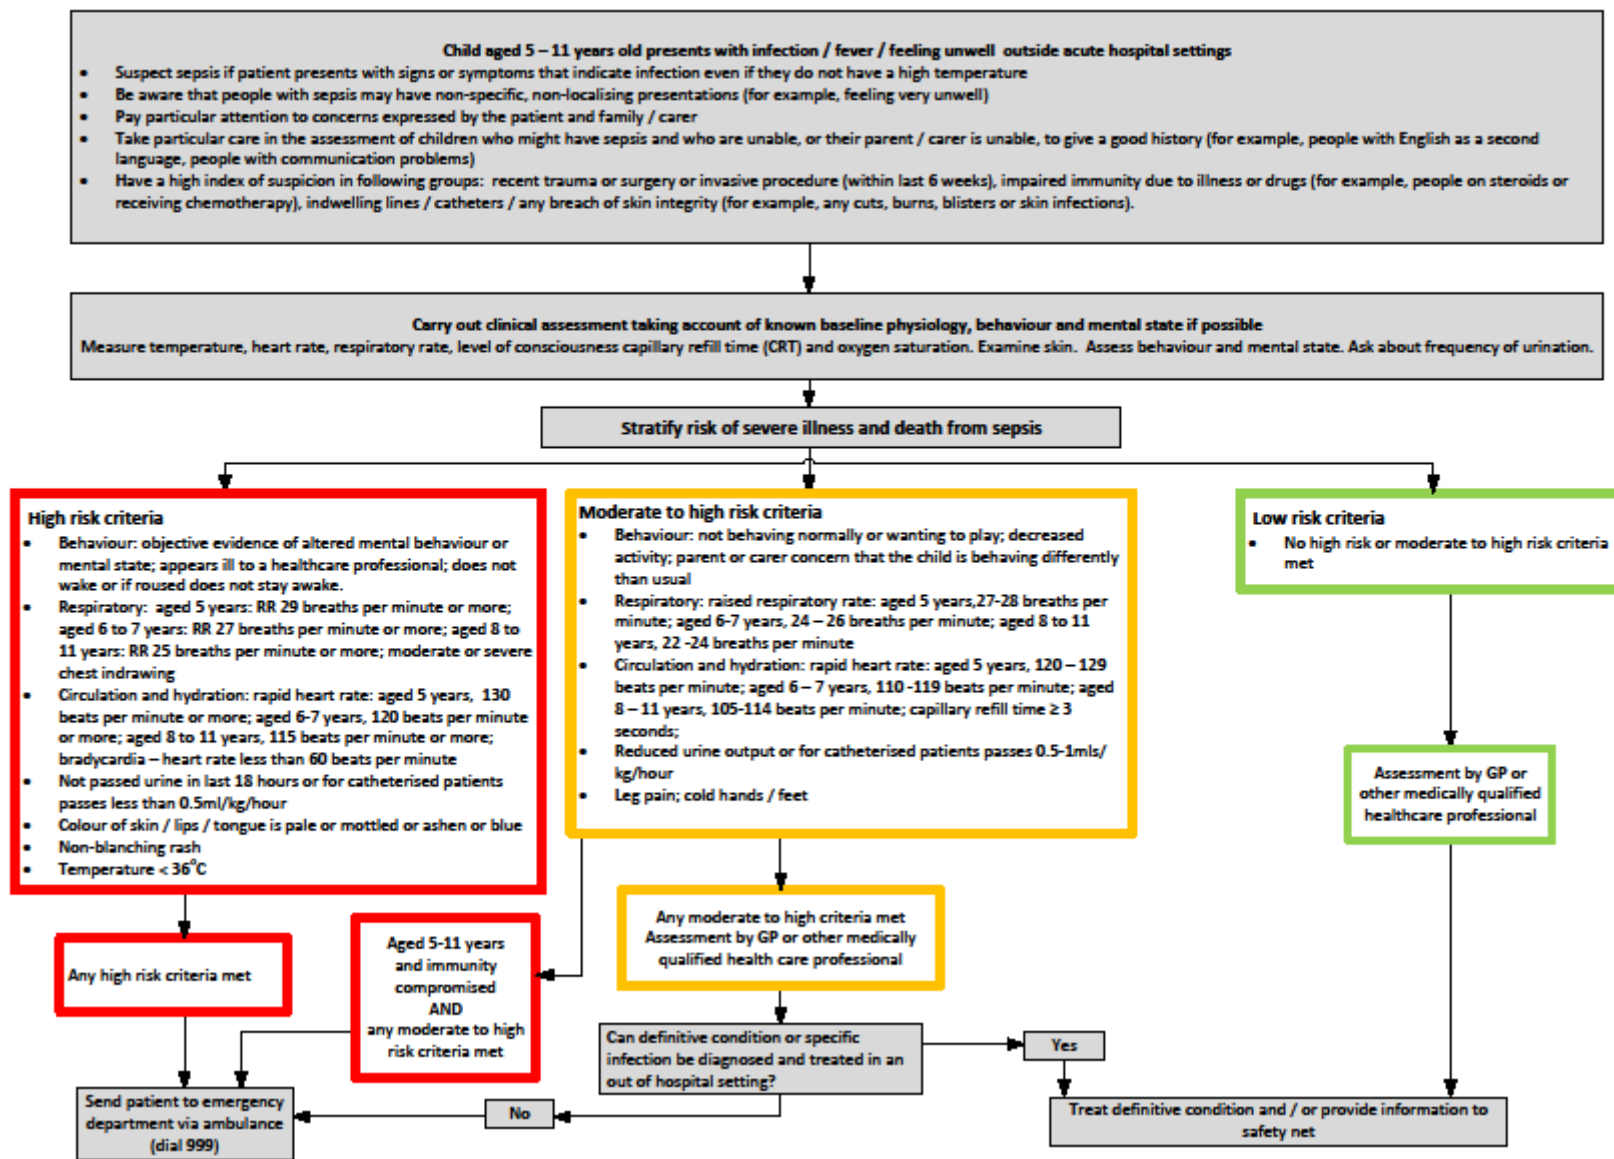 Child aged 5 – 11 years old presents with infection / fever / feeling unwell outside acute hospital settings
• Suspect sepsis if patient presents with signs or symptoms that indicate infection even if they do not have a high temperature
• Be aware that people with sepsis may have non-specific, non-localising presentations (for example, feeling very unwell)
• Pay particular attention to concerns expressed by the patient and family / carer
• Take particular care in the assessment of children who might have sepsis and who are unable, or their parent / carer is unable, to give a good history (for example, people with English as a second
language, people with communication problems)
• Have a high index of suspicion in following groups: recent trauma or surgery or invasive procedure (within last 6 weeks), impaired immunity due to illness or drugs (for example, people on steroids or
receiving chemotherapy), indwelling lines / catheters / any breach of skin integrity (for example, any cuts, burns, blisters or skin infections).
Carry out clinical assessment taking account of known baseline physiology, behaviour and mental state if possible
Measure temperature, heart rate, respiratory rate, level of consciousness capillary refill time (CRT) and oxygen saturation. Examine skin. Assess behaviour and mental state. Ask about frequency of urination.
Stratify risk of severe illness and death from sepsis
High risk criteria
• Behaviour: objective evidence of altered mental behaviour or
mental state; appears ill to a healthcare professional; does not
wake or if roused does not stay awake.
• Respiratory: aged 5 years: RR 29 breaths per minute or more;
aged 6 to 7 years: RR 27 breaths per minute or more; aged 8 to
11 years: RR 25 breaths per minute or more; moderate or severe
chest indrawing
• Circulation and hydration: rapid heart rate: aged 5 years, 130
beats per minute or more; aged 6-7 years, 120 beats per minute
or more; aged 8 to 11 years, 115 beats per minute or more;
bradycardia – heart rate less than 60 beats per minute
• Not passed urine in last 18 hours or for catheterised patients
passes less than 0.5ml/kg/hour
• Colour of skin / lips / tongue is pale or mottled or ashen or blue
• Non-blanching rash
• Temperature < 36°C
Moderate to high risk criteria
• Behaviour: not behaving normally or wanting to play; decreased
activity; parent or carer concern that the child is behaving differently
than usual
• Respiratory: raised respiratory rate: aged 5 years,27-28 breaths per
minute; aged 6-7 years, 24 – 26 breaths per minute; aged 8 to 11
years, 22 -24 breaths per minute
• Circulation and hydration: rapid heart rate: aged 5 years, 120 – 129
beats per minute; aged 6 – 7 years, 110 -119 beats per minute; aged
8 – 11 years, 105-114 beats per minute; capillary refill time ≥ 3
seconds;
• Reduced urine output or for catheterised patients passes 0.5-1mls/
kg/hour
• Leg pain; cold hands / feet
Low risk criteria
• No high risk or moderate to high risk criteria
met
Assessment by GP or
other medically qualified
healthcare professional
Any high risk criteria met
Aged 5-11 years
and immunity
compromised
AND
any moderate to high
risk criteria met
Any moderate to high criteria met
Assessment by GP or other medically
qualified health care professional
Can definitive condition or specific
infection be diagnosed and treated in an
out of hospital setting?
Yes
No
Send patient to emergency
department via ambulance
(dial 999)
Treat definitive condition and / or provide information to
safety net